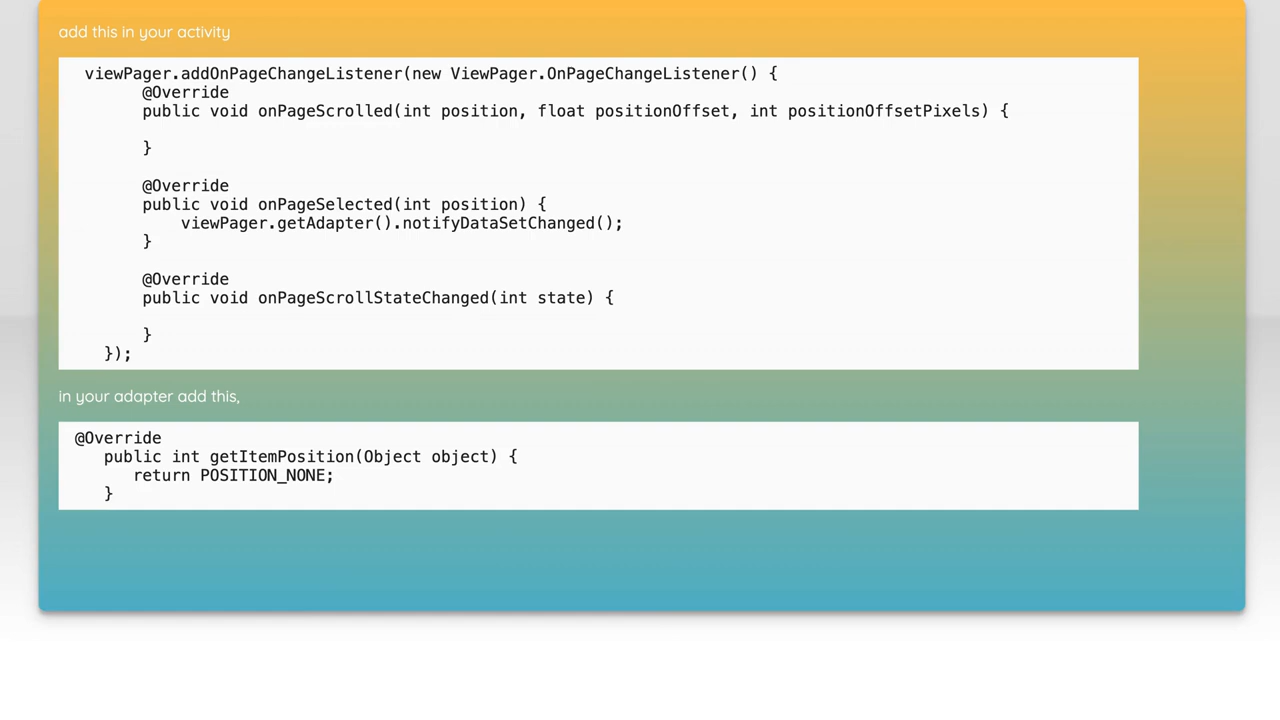 add this in your activity
viewPager.addOnPageChangeListener(new ViewPager.OnPageChangeListener() {
@Override
public void onPageScrolled(int position, float positionOffset, int positionOffsetPixels) {
}
@Override
public void onPageSelected(int position) {
viewPager.getAdapter().notifyDataSetChanged();
}
@Override
public void onPageScrollStateChanged(int state) {
}
});
in your adapter add this,
@Override
public int getItemPosition(Object object) {
return POSITION_NONE;
}